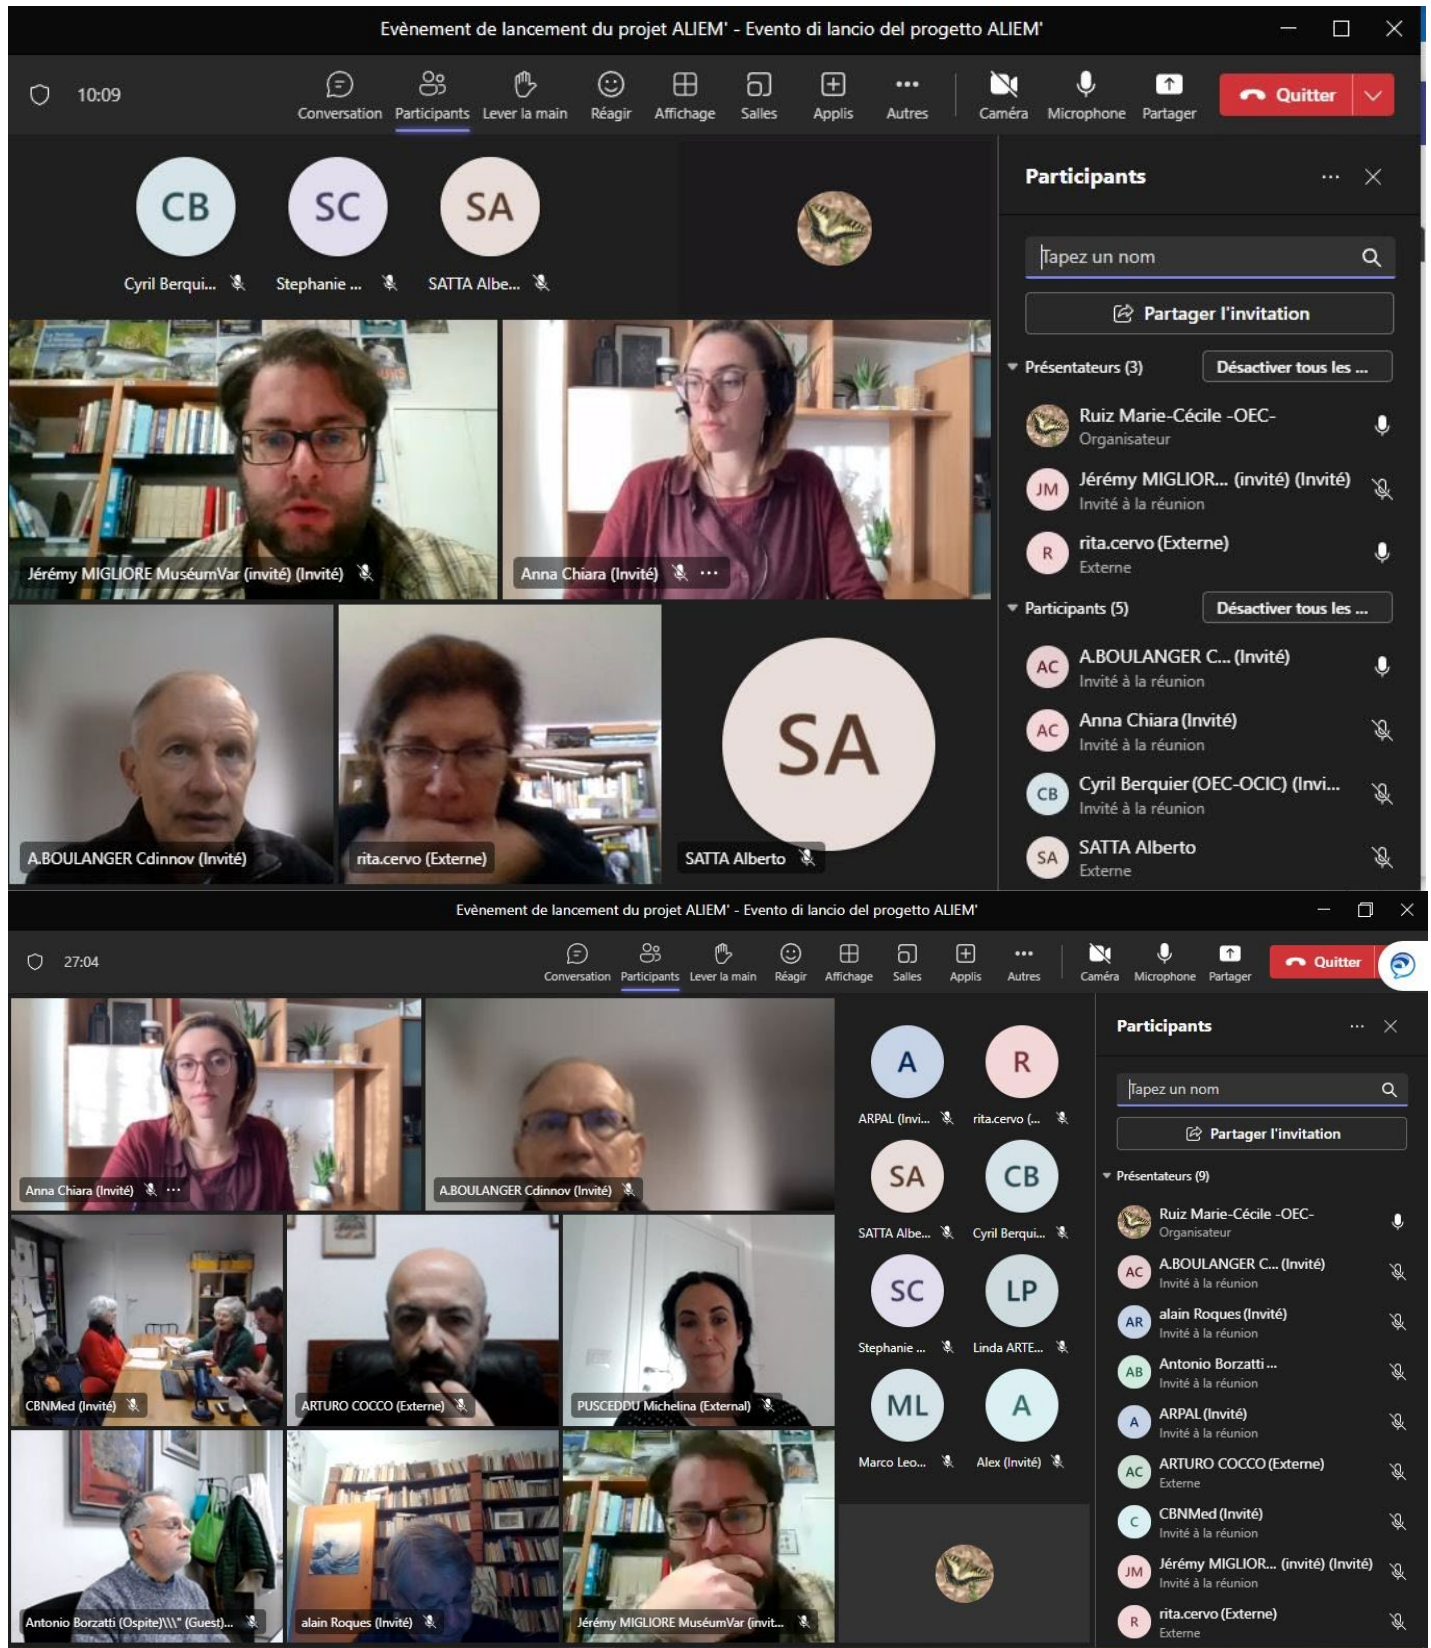 Evènement de lancement du projet ALIEM' - Evento di lancio del progetto ALIEM'
10:09
Conversation Participants Lever la main Réagir Affichage Salles Applis Autres Caméra Microphone Partager Quitter
CB SC SA
Cyril Berqui... Stephanie ... SATTA Albe...
Jérémy MIGLIORE MuséumVar (invité) (Invité)
Anna Chiara (Invité) ...
A.BOULANGER Cdinnov (Invité)
rita.cervo (Externe)
SA
SATTA Alberto
Participants
Tapez un nom
Partager l'invitation
Présentateurs (3) Désactiver tous les ...
Ruiz Marie-Cécile -OEC-
Organisateur
JM Jérémy MIGLIOR... (invité) (Invité)
Invité à la réunion
R rita.cervo (Externe)
Externe
Participants (5) Désactiver tous les ...
AC A.BOULANGER C... (Invité)
Invité à la réunion
AC Anna Chiara (Invité)
Invité à la réunion
CB Cyril Berquier (OEC-OCIC) (Invi...
Invité à la réunion
SA SATTA Alberto
Externe
Evènement de lancement du projet ALIEM' - Evento di lancio del progetto ALIEM'
27:04
Conversation Participants Lever la main Réagir Affichage Salles Applis Autres Caméra Microphone Partager Quitter
Anna Chiara (Invité) ...
A.BOULANGER Cdinnov (Invité)
CBNMed (Invité)
ARTURO COCCO (Externe)
PUSCEDDU Michelina (External)
Antonio Borzatti (Ospite)\\\" (Guest)...
alain Roques (Invité)
Jérémy MIGLIORE MuséumVar (invit...
A R
ARPAL (Invi... rita.cervo (...
SA CB
SATTA Albe... Cyril Berqui...
SC LP
Stephanie ... Linda ARTE...
ML A
Marco Leo... Alex (Invité)
Participants
Tapez un nom
Partager l'invitation
Présentateurs (9)
Ruiz Marie-Cécile -OEC-
Organisateur
AC A.BOULANGER C... (Invité)
Invité à la réunion
AR alain Roques (Invité)
Invité à la réunion
AB Antonio Borzatti ...
Invité à la réunion
A ARPAL (Invité)
Invité à la réunion
AC ARTURO COCCO (Externe)
Externe
C CBNMed (Invité)
Invité à la réunion
JM Jérémy MIGLIOR... (invité) (Invité)
Invité à la réunion
R rita.cervo (Externe)
Externe